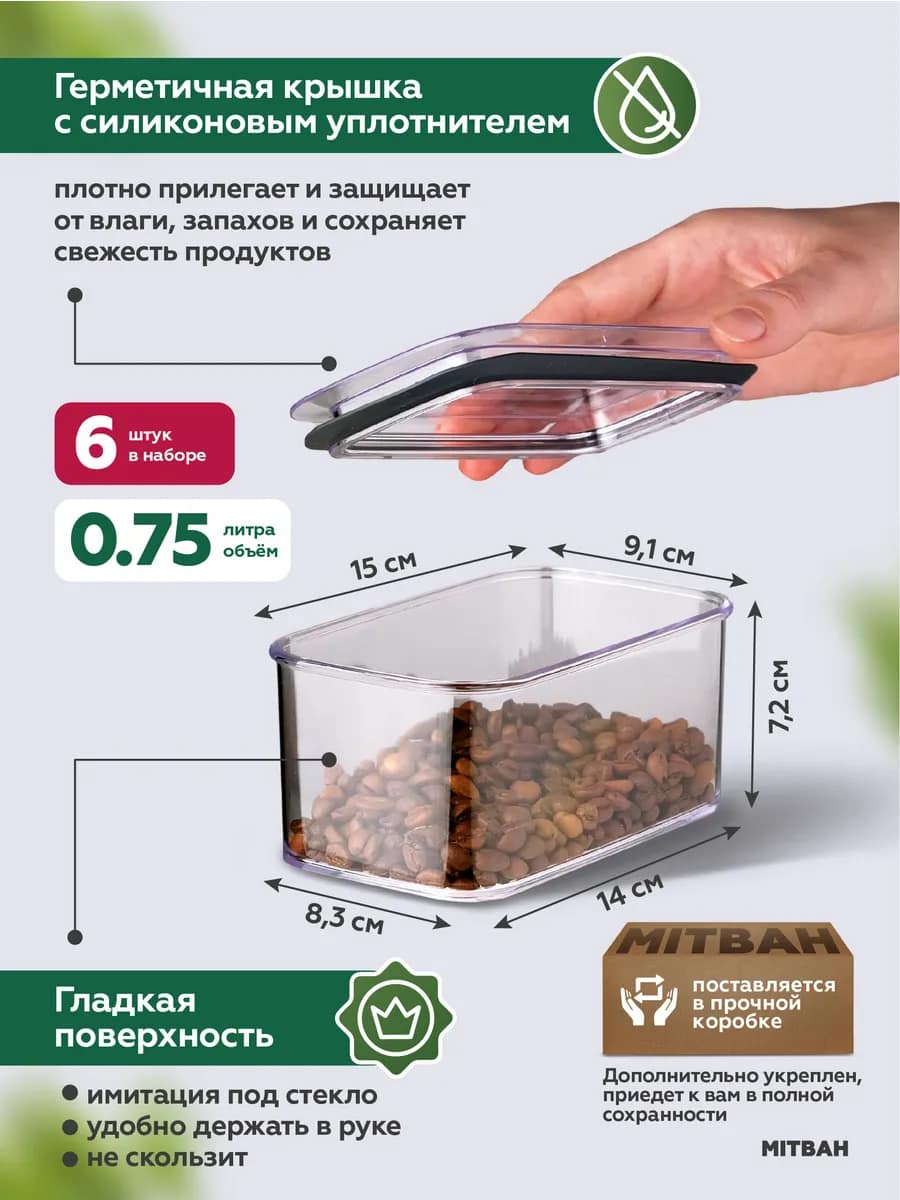 Герметичная крышка
с силиконовым уплотнителем
плотно прилегает и защищает
от влаги, запахов и сохраняет
свежесть продуктов
6 штук
в наборе
0.75 литра
объём
15 см
9,1 см
7,2 см
8,3 см
14 см
MITBAH
поставляется
в прочной
коробке
Гладкая
поверхность
имитация под стекло
удобно держать в руке
не скользит
Дополнительно укреплен,
приедет к вам в полной
сохранности
MITBAH